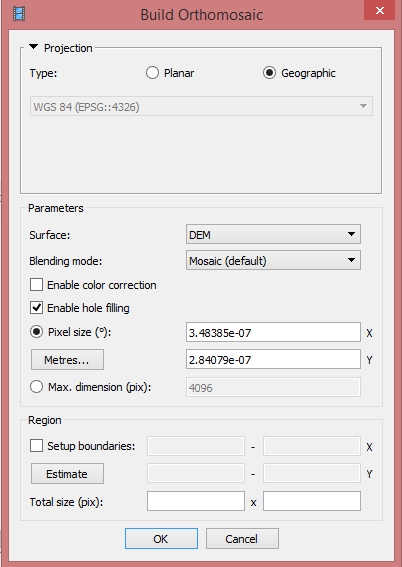 Build Orthomosaic
Projection
Type: Planar Geographic
WGS 84 (EPSG::4326)
Parameters
Surface: DEM
Blending mode: Mosaic (default)
Enable color correction
Enable hole filling
Pixel size (°): 3.48385e-07 X
Metres... 2.84079e-07 Y
Max. dimension (pix): 4096
Region
Setup boundaries: - X
Estimate - Y
Total size (pix): x
OK Cancel